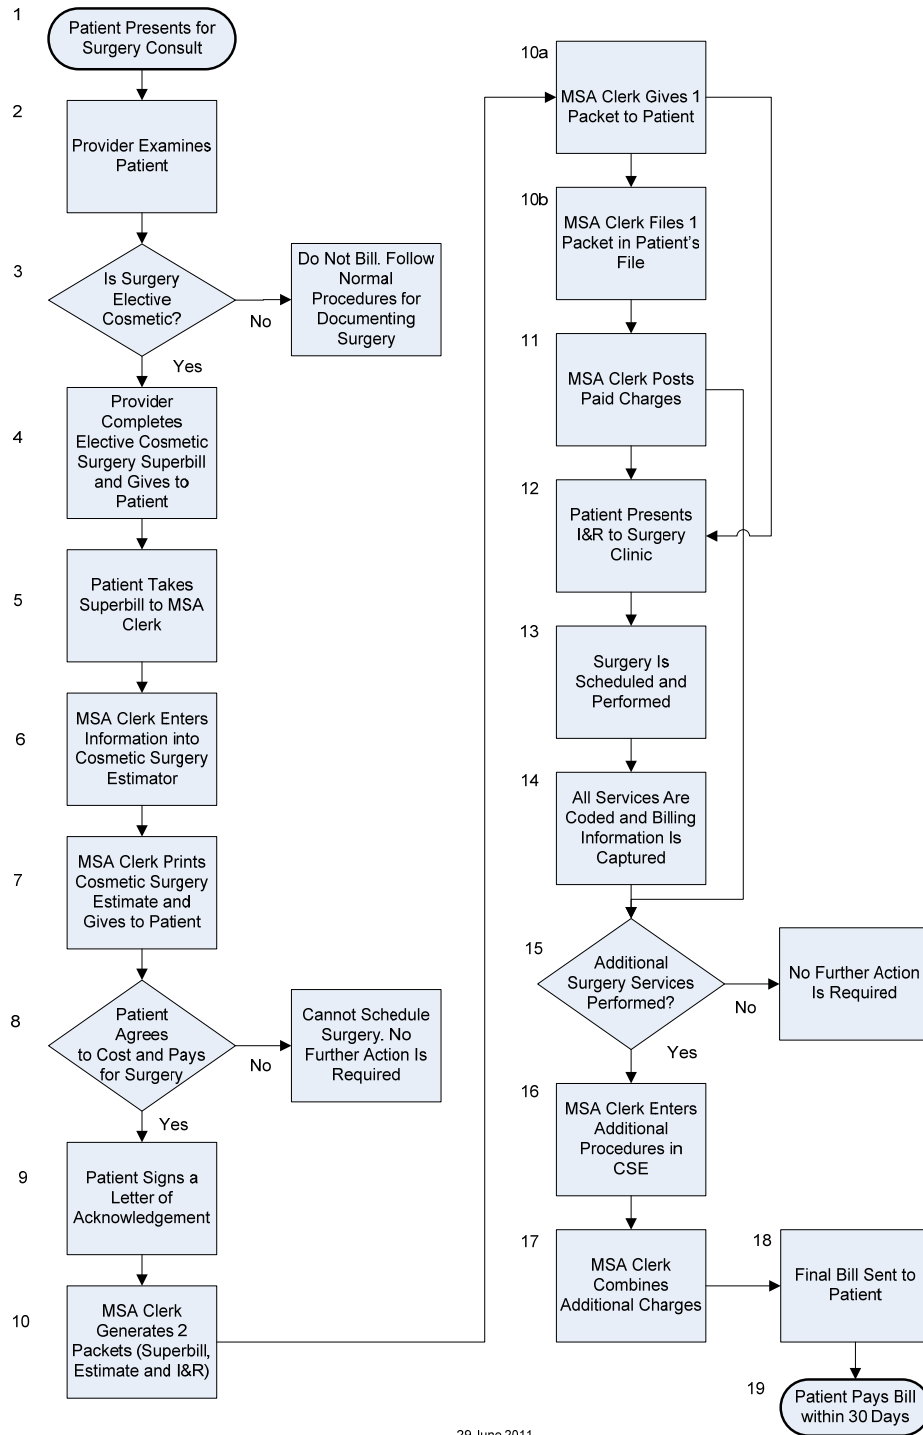 1
Patient Presents for
Surgery Consult
2
Provider Examines
Patient
3
Is Surgery
Elective
Cosmetic?
No
Do Not Bill. Follow
Normal
Procedures for
Documenting
Surgery
Yes
4
Provider
Completes
Elective Cosmetic
Surgery Superbill
and Gives to
Patient
5
Patient Takes
Superbill to MSA
Clerk
6
MSA Clerk Enters
Information into
Cosmetic Surgery
Estimator
7
MSA Clerk Prints
Cosmetic Surgery
Estimate and
Gives to Patient
8
Patient
Agrees
to Cost and Pays
for Surgery
No
Cannot Schedule
Surgery. No
Further Action Is
Required
Yes
9
Patient Signs a
Letter of
Acknowledgement
10
MSA Clerk
Generates 2
Packets (Superbill,
Estimate and I&R)
10a
MSA Clerk Gives 1
Packet to Patient
10b
MSA Clerk Files 1
Packet in Patient's
File
11
MSA Clerk Posts
Paid Charges
12
Patient Presents
I&R to Surgery
Clinic
13
Surgery Is
Scheduled and
Performed
14
All Services Are
Coded and Billing
Information Is
Captured
15
Additional
Surgery Services
Performed?
No
No Further Action
Is Required
Yes
16
MSA Clerk Enters
Additional
Procedures in
CSE
17
MSA Clerk
Combines
Additional Charges
18
Final Bill Sent to
Patient
19
Patient Pays Bill
within 30 Days
29 June 2011